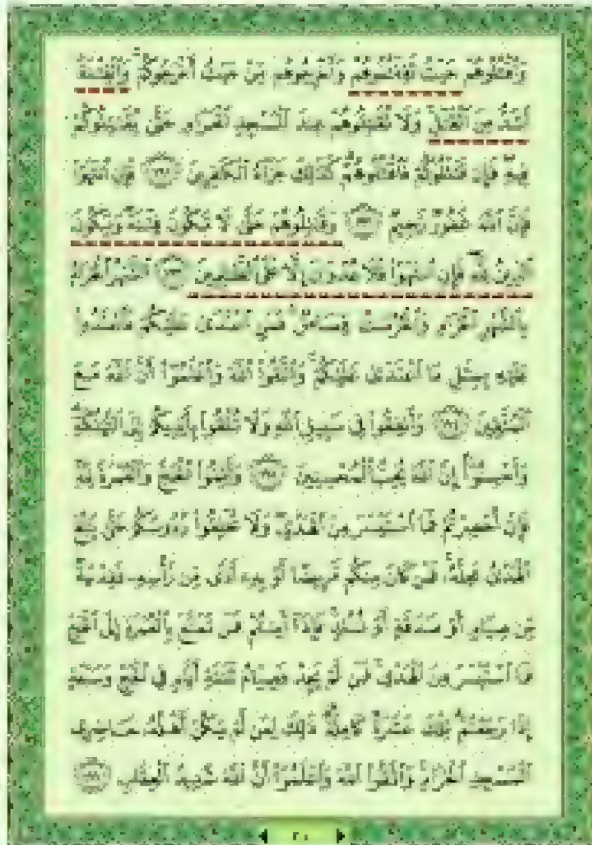 وَاقْتُلُوهُمْ حَيْثُ ثَقِفْتُمُوهُمْ وَأَخْرِجُوهُم مِّنْ حَيْثُ أَخْرَجُوكُمْ وَالْفِتْنَةُ
أَشَدُّ مِنَ الْقَتْلِ وَلَا تُقَاتِلُوهُمْ عِندَ الْمَسْجِدِ الْحَرَامِ حَتَّىٰ يُقَاتِلُوكُمْ
فِيهِ فَإِن قَاتَلُوكُمْ فَاقْتُلُوهُمْ كَذَٰلِكَ جَزَاءُ الْكَافِرِينَ ١٩١ فَإِنِ انتَهَوْا
فَإِنَّ اللَّهَ غَفُورٌ رَّحِيمٌ ١٩٢ وَقَاتِلُوهُمْ حَتَّىٰ لَا تَكُونَ فِتْنَةٌ وَيَكُونَ
الدِّينُ لِلَّهِ فَإِنِ انتَهَوْا فَلَا عُدْوَانَ إِلَّا عَلَى الظَّالِمِينَ ١٩٣ الشَّهْرُ الْحَرَامُ
بِالشَّهْرِ الْحَرَامِ وَالْحُرُمَاتُ قِصَاصٌ فَمَنِ اعْتَدَىٰ عَلَيْكُمْ فَاعْتَدُوا
عَلَيْهِ بِمِثْلِ مَا اعْتَدَىٰ عَلَيْكُمْ وَاتَّقُوا اللَّهَ وَاعْلَمُوا أَنَّ اللَّهَ مَعَ
الْمُتَّقِينَ ١٩٤ وَأَنفِقُوا فِي سَبِيلِ اللَّهِ وَلَا تُلْقُوا بِأَيْدِيكُمْ إِلَى التَّهْلُكَةِ
وَأَحْسِنُوا إِنَّ اللَّهَ يُحِبُّ الْمُحْسِنِينَ ١٩٥ وَأَتِمُّوا الْحَجَّ وَالْعُمْرَةَ لِلَّهِ
فَإِنْ أُحْصِرْتُمْ فَمَا اسْتَيْسَرَ مِنَ الْهَدْيِ وَلَا تَحْلِقُوا رُءُوسَكُمْ حَتَّىٰ يَبْلُغَ
الْهَدْيُ مَحِلَّهُ فَمَن كَانَ مِنكُم مَّرِيضًا أَوْ بِهِ أَذًى مِّن رَّأْسِهِ فَفِدْيَةٌ
مِّن صِيَامٍ أَوْ صَدَقَةٍ أَوْ نُسُكٍ فَإِذَا أَمِنتُمْ فَمَن تَمَتَّعَ بِالْعُمْرَةِ إِلَى الْحَجِّ
فَمَا اسْتَيْسَرَ مِنَ الْهَدْيِ فَمَن لَّمْ يَجِدْ فَصِيَامُ ثَلَاثَةِ أَيَّامٍ فِي الْحَجِّ وَسَبْعَةٍ
إِذَا رَجَعْتُمْ تِلْكَ عَشَرَةٌ كَامِلَةٌ ذَٰلِكَ لِمَن لَّمْ يَكُنْ أَهْلُهُ حَاضِرِي
الْمَسْجِدِ الْحَرَامِ وَاتَّقُوا اللَّهَ وَاعْلَمُوا أَنَّ اللَّهَ شَدِيدُ الْعِقَابِ ١٩٦
٣٠